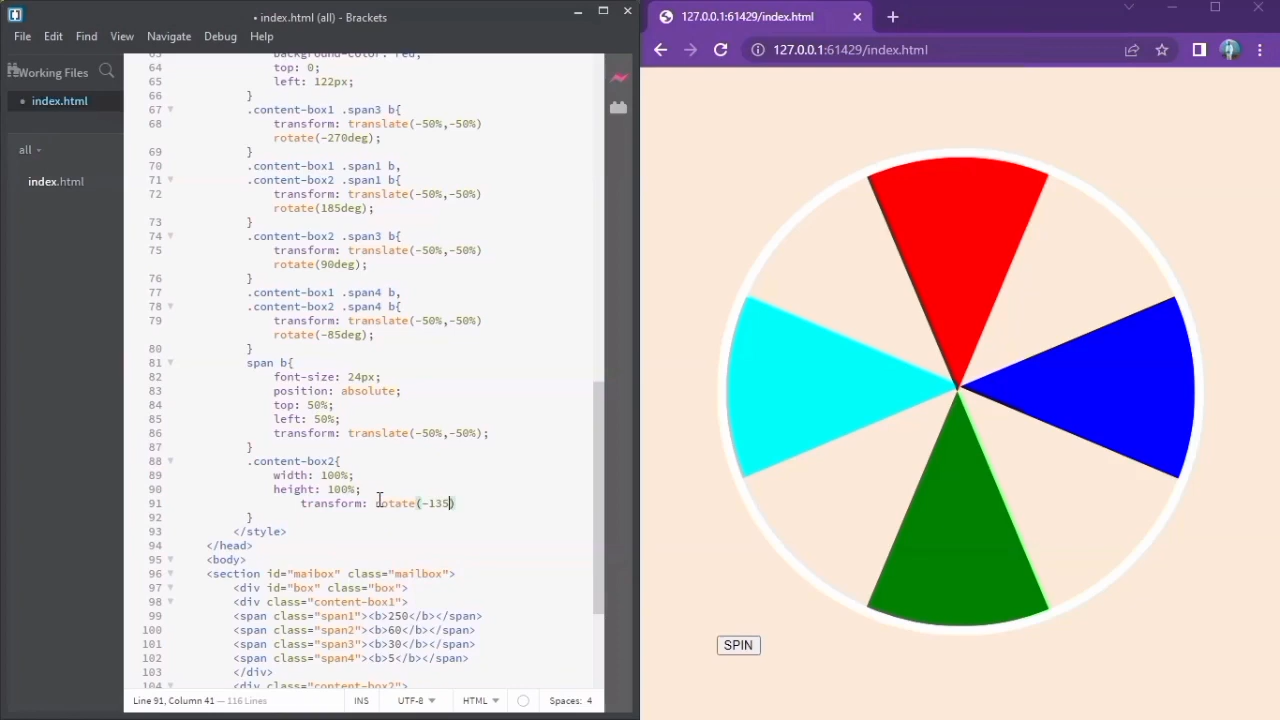 • index.html (all) - Brackets
File Edit Find View Navigate Debug Help
Working Files
index.html
all
index.html
63 background-color: red;
64 top: 0;
65 left: 122px;
66 }
67 .content-box1 .span3 b{
68 transform: translate(-50%,-50%)
rotate(-270deg);
69 }
70 .content-box1 .span1 b,
71 .content-box2 .span1 b{
72 transform: translate(-50%,-50%)
rotate(185deg);
73 }
74 .content-box2 .span3 b{
75 transform: translate(-50%,-50%)
rotate(90deg);
76 }
77 .content-box1 .span4 b,
78 .content-box2 .span4 b{
79 transform: translate(-50%,-50%)
rotate(-85deg);
80 }
81 span b{
82 font-size: 24px;
83 position: absolute;
84 top: 50%;
85 left: 50%;
86 transform: translate(-50%,-50%);
87 }
88 .content-box2{
89 width: 100%;
90 height: 100%;
91 transform: rotate(-135)
92 }
93 </style>
94 </head>
95 <body>
96 <section id="maibox" class="mailbox">
97 <div id="box" class="box">
98 <div class="content-box1">
99 <span class="span1"><b>250</b></span>
100 <span class="span2"><b>60</b></span>
101 <span class="span3"><b>30</b></span>
102 <span class="span4"><b>5</b></span>
103 </div>
104 <div class="content-box2">
Line 91, Column 41 — 116 Lines INS UTF-8 HTML Spaces: 4
127.0.0.1:61429/index.html
127.0.0.1:61429/index.html
SPIN